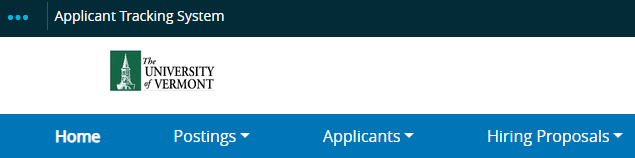 Applicant Tracking System
The
UNIVERSITY
of VERMONT
Home Postings Applicants Hiring Proposals